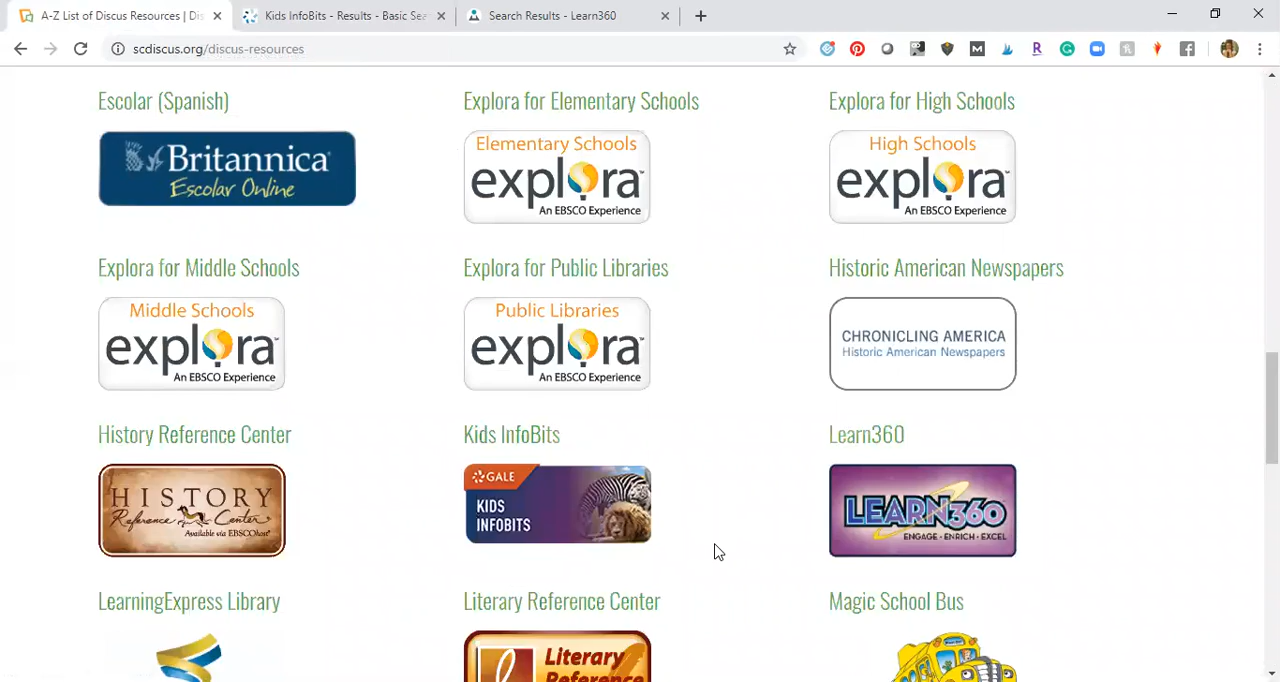 A-Z List of Discus Resources | Dis
Kids InfoBits - Results - Basic Sea
Search Results - Learn360
scdiscus.org/discus-resources
Escolar (Spanish)
Explora for Elementary Schools
Explora for High Schools
Britannica
Escolar Online
Elementary Schools
explora
An EBSCO Experience
High Schools
explora
An EBSCO Experience
Explora for Middle Schools
Explora for Public Libraries
Historic American Newspapers
Middle Schools
explora
An EBSCO Experience
Public Libraries
explora
An EBSCO Experience
CHRONICLING AMERICA
Historic American Newspapers
History Reference Center
Kids InfoBits
Learn360
HISTORY
Reference Center
Available via EBSCOhost
GALE
KIDS
INFOBITS
LEARN360
ENGAGE • ENRICH • EXCEL
LearningExpress Library
Literary Reference Center
Magic School Bus
Literary
Reference